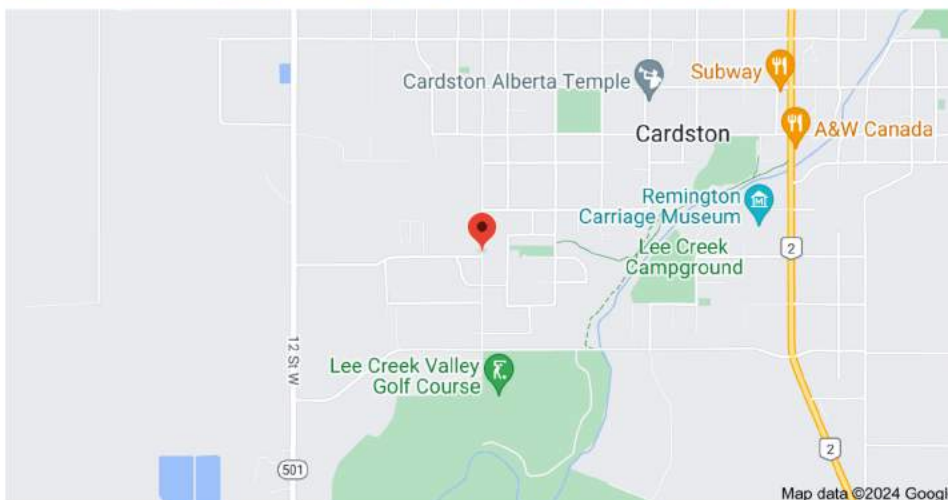 Cardston Alberta Temple
Subway
A&W Canada
Cardston
Remington
Carriage Museum
Lee Creek
Campground
2
12 St W
Lee Creek Valley
Golf Course
501
2
Map data ©2024 Googl